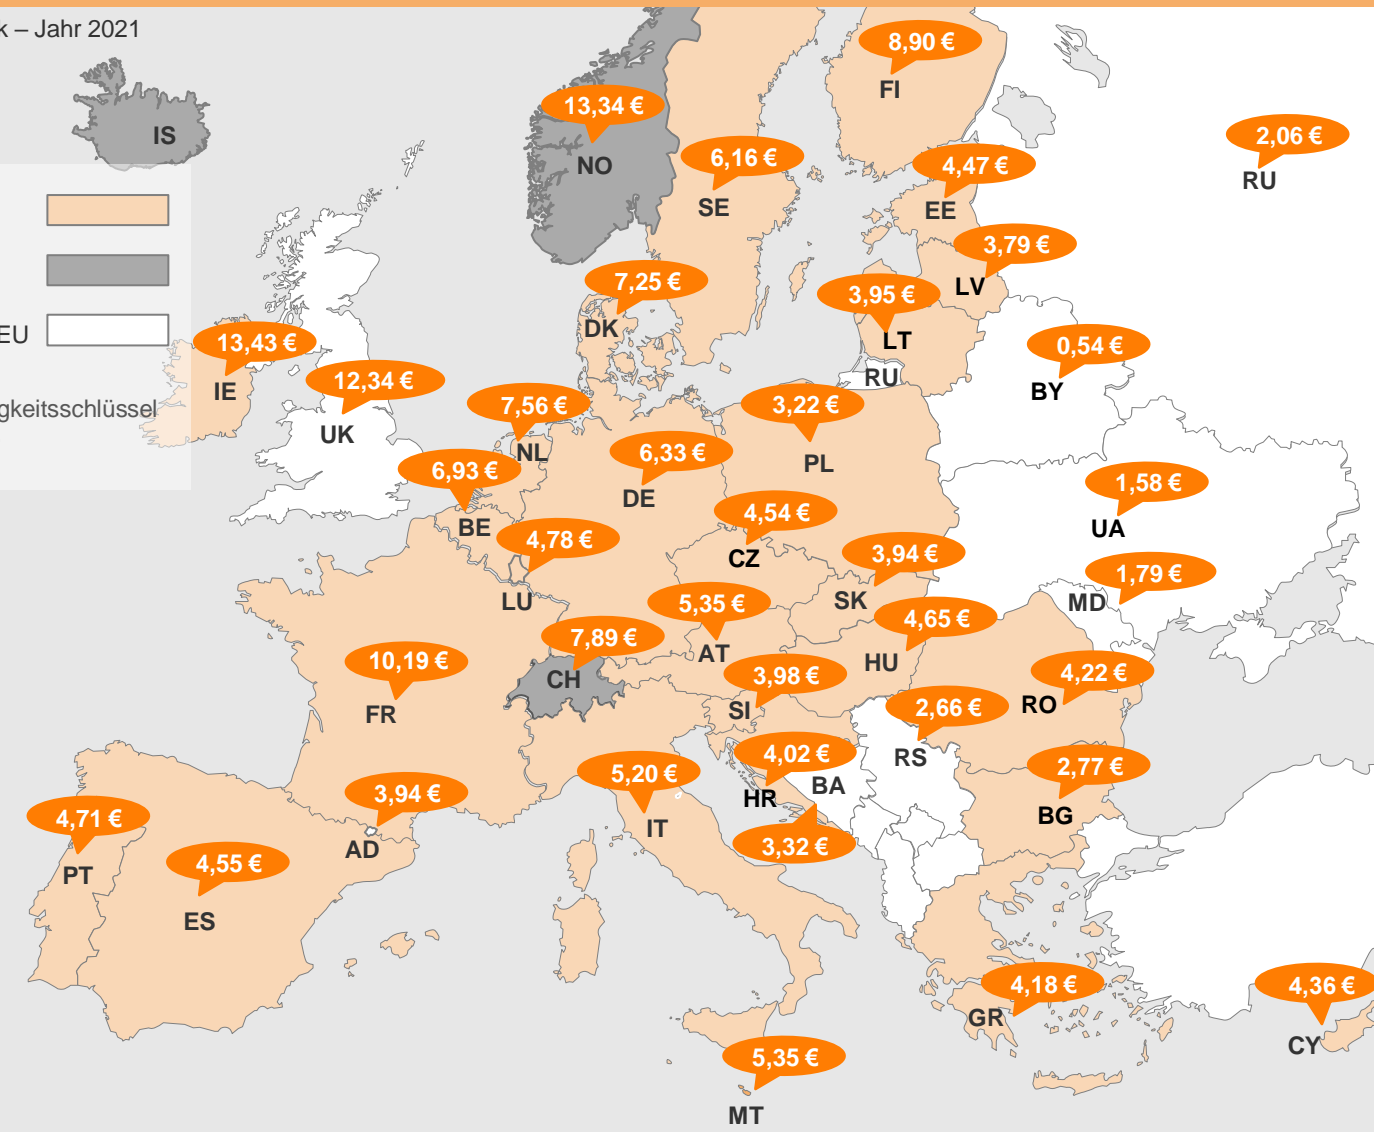 k – Jahr 2021
8,90 €
FI
13,34 €
NO
IS
2,06 €
RU
6,16 €
SE
4,47 €
EE
3,79 €
LV
7,25 €
DK
3,95 €
LT
RU
EU
13,43 €
IE
0,54 €
BY
12,34 €
UK
gkeitsschlüssel
7,56 €
NL
3,22 €
PL
6,93 €
BE
6,33 €
DE
1,58 €
UA
4,54 €
CZ
4,78 €
LU
3,94 €
SK
1,79 €
MD
5,35 €
AT
4,65 €
HU
7,89 €
CH
10,19 €
FR
3,98 €
SI
4,22 €
RO
2,66 €
RS
4,02 €
HR
BA
3,32 €
5,20 €
IT
2,77 €
BG
3,94 €
AD
4,71 €
PT
4,55 €
ES
4,18 €
GR
4,36 €
CY
5,35 €
MT